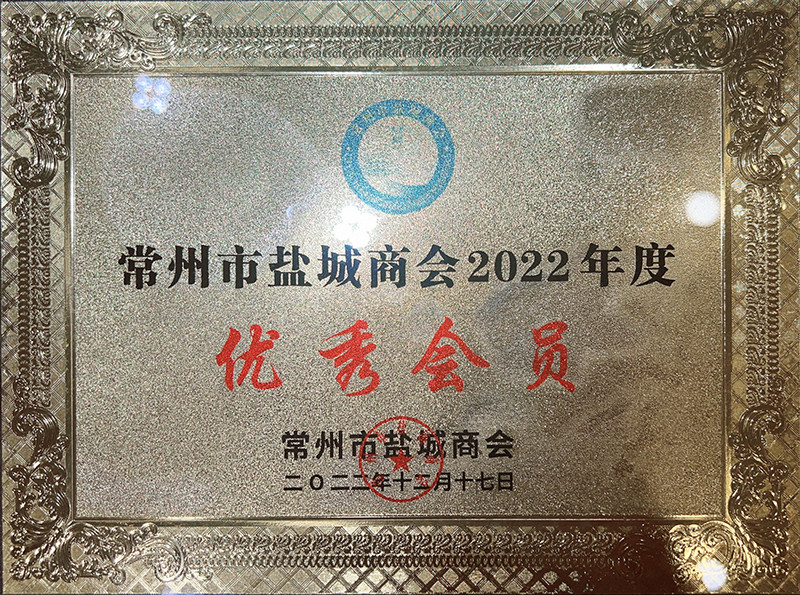 常州市盐城商会2022年度
优秀会员
常州市盐城商会
二〇二二年十二月十七日